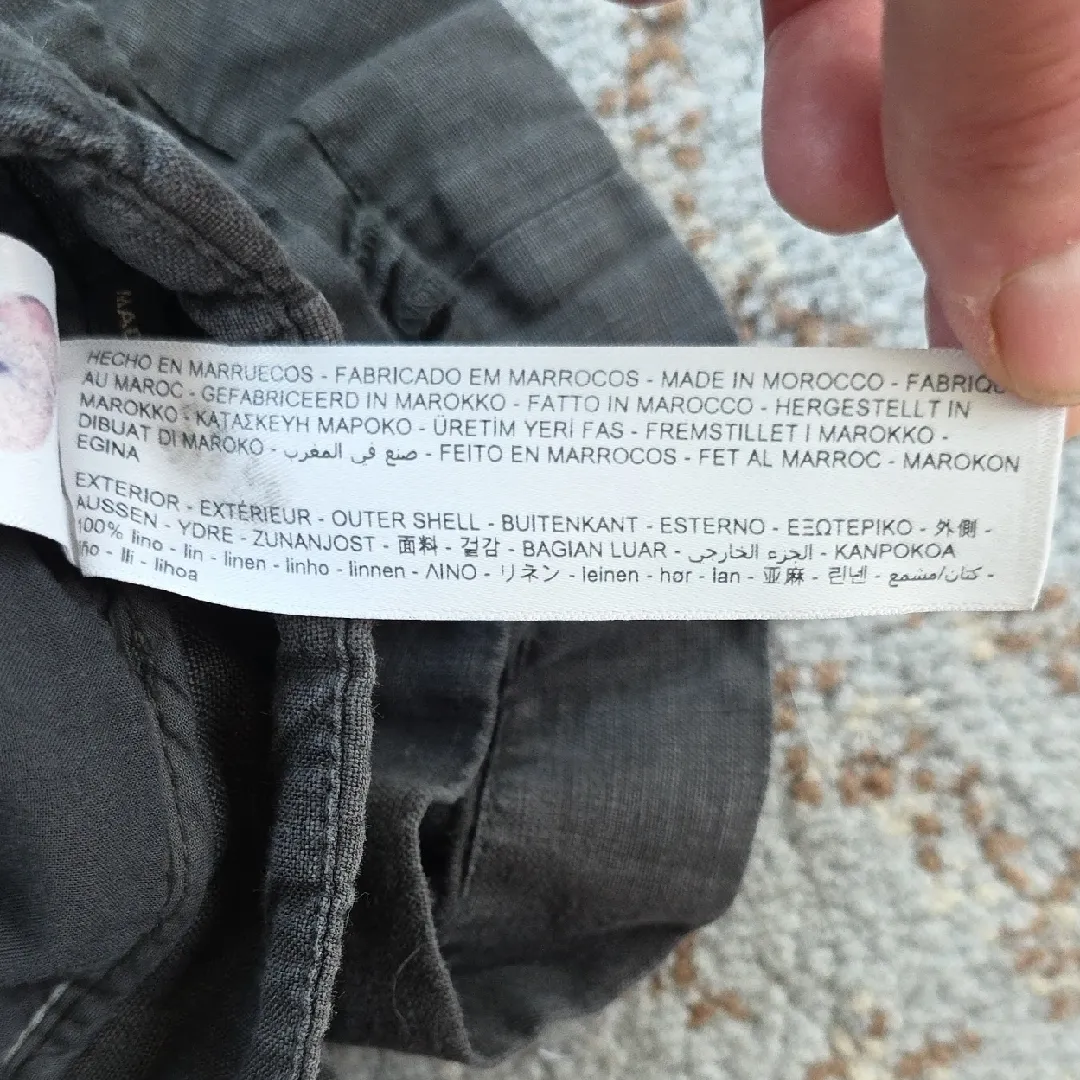 HECHO EN MARRUECOS - FABRICADO EM MARROCOS - MADE IN MOROCCO -
AU MAROC - GEFABRICEERD IN MAROKKO - FATTO IN MAROCCO - HERGESTELLT IN
MAROKKO - ΚΑΤΑΣΚΕΥΗ ΜΑΡΟΚΟ - ÜRETİM YERİ FAS - FREMSTILLET I MAROKKO -
DIBUAT DI MAROKO - صنع في المغرب - FEITO EN MARROCOS - FET AL MARROC - MAROKON
EGINA
EXTERIOR - EXTÉRIEUR - OUTER SHELL - BUITENKANT - ESTERNO - ΕΞΩΤΕΡΙΚΟ - 外側 -
AUSSEN - YDRE - ZUNANJOST - 面料 - 겉감 - BAGIAN LUAR - الجزء الخارجي - KANPOKOA
100% lino - lin - linen - linho - linnen - ΛΙΝΟ - リネン - leinen - hør - lan - 亚麻 - 린넨 - كتان/مشمع -
ño - lli - lihoa